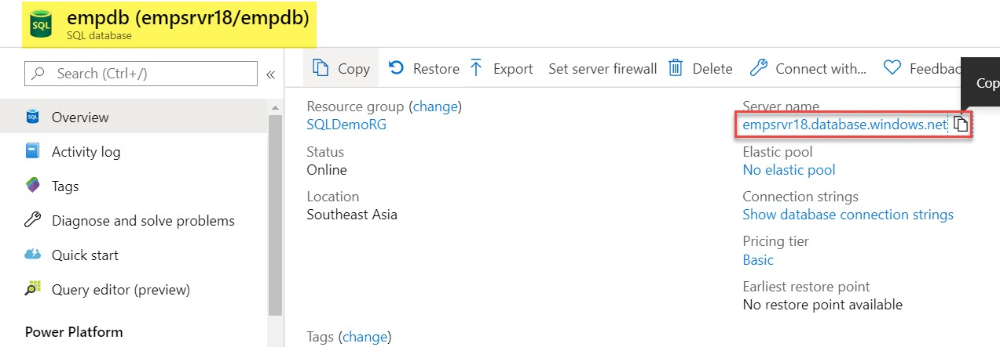 empdb (empsrvr18/empdb)
SQL
SQL database
Search (Ctrl+/)
«
Copy
Restore
Export
Set server firewall
Delete
Connect with...
Feedbac
Cop
Overview
Activity log
Tags
Diagnose and solve problems
Quick start
Query editor (preview)
Power Platform
Resource group (change)
SQLDemoRG
Status
Online
Location
Southeast Asia
Server name
empsrvr18.database.windows.net
Elastic pool
No elastic pool
Connection strings
Show database connection strings
Pricing tier
Basic
Earliest restore point
No restore point available
Tags (change)